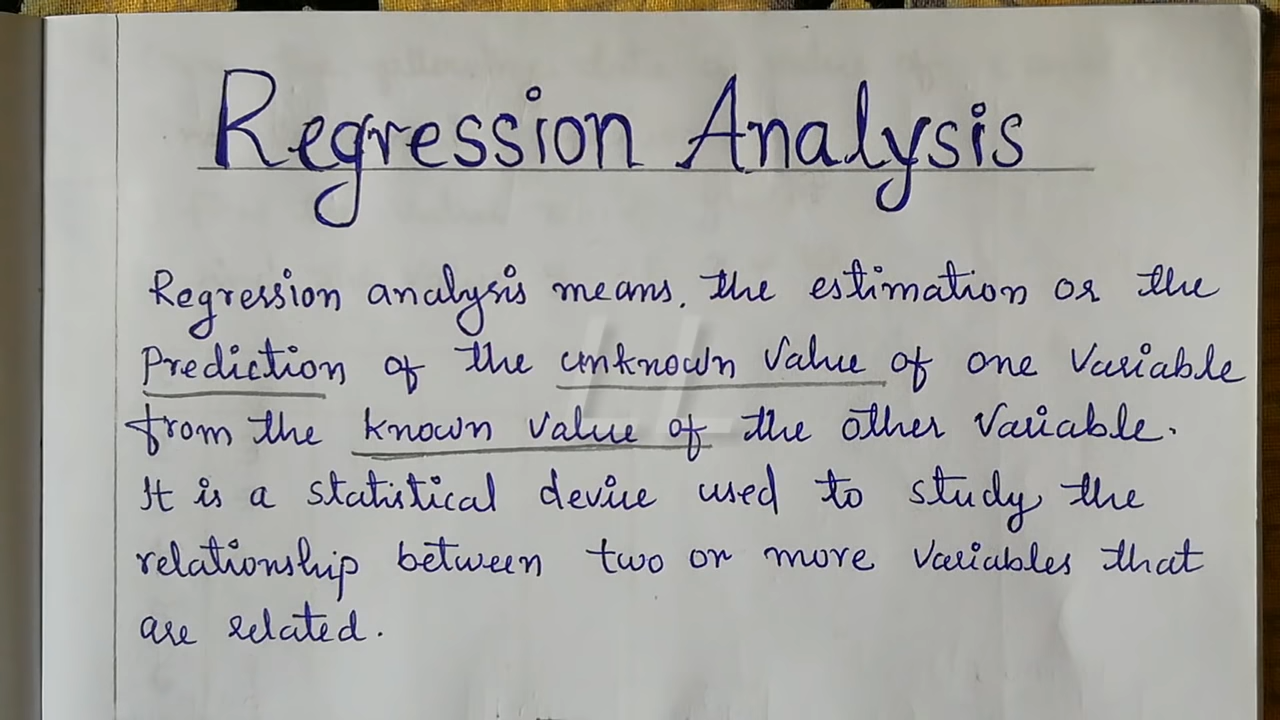 Regression Analysis
Regression analysis means, the estimation or the
Prediction of the unknown value of one variable
from the known value of the other variable.
It is a statistical device used to study the
relationship between two or more variables that
are related.
LL